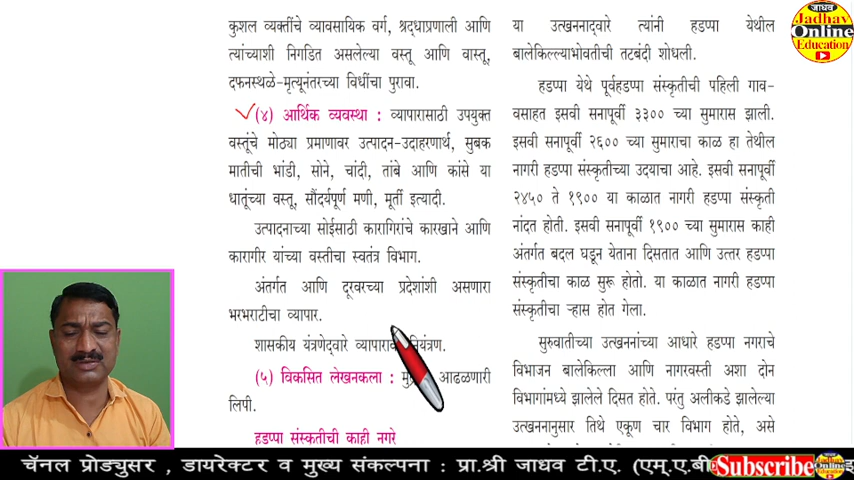 कुशल व्यक्तींचे व्यावसायिक वर्ग, श्रद्धाप्रणाली आणि
त्यांच्याशी निगडित असलेल्या वस्तू आणि वास्तू,
दफनस्थळे-मृत्यूनंतरच्या विधींचा पुरावा.
(४) आर्थिक व्यवस्था : व्यापारासाठी उपयुक्त
वस्तूंचे मोठ्या प्रमाणावर उत्पादन-उदाहरणार्थ, सुबक
मातीची भांडी, सोने, चांदी, तांबे आणि कांसे या
धातूंच्या वस्तू, सौंदर्यपूर्ण मणी, मूर्ती इत्यादी.
उत्पादनाच्या सोईसाठी कारागिरांचे कारखाने आणि
कारागीर यांच्या वस्तीचा स्वतंत्र विभाग.
अंतर्गत आणि दूरवरच्या प्रदेशांशी असणारा
भरभराटीचा व्यापार.
शासकीय यंत्रणेद्वारे
(५) विकसित लेखनकला : आढळणारी
लिपी.
हडप्पा संस्कृतीची काही नगरे
या उत्खननाद्वारे त्यांनी हडप्पा येथील
बालेकिल्ल्याभोवतीची तटबंदी शोधली.
हडप्पा येथे पूर्वहडप्पा संस्कृतीची पहिली गाव-
वसाहत इसवी सनापूर्वी ३३०० च्या सुमारास झाली.
इसवी सनापूर्वी २६०० च्या सुमाराचा काळ हा तेथील
नागरी हडप्पा संस्कृतीच्या उदयाचा आहे. इसवी सनापूर्वी
२४५० ते १९०० या काळात नागरी हडप्पा संस्कृती
नांदत होती. इसवी सनापूर्वी १९०० च्या सुमारास काही
अंतर्गत बदल घडून येताना दिसतात आणि उत्तर हडप्पा
संस्कृतीचा काळ सुरू होतो. या काळात नागरी हडप्पा
संस्कृतीचा ऱ्हास होत गेला.
सुरुवातीच्या उत्खननांच्या आधारे हडप्पा नगराचे
विभाजन बालेकिल्ला आणि नागरवस्ती अशा दोन
विभागांमध्ये झालेले दिसत होते. परंतु अलीकडे झालेल्या
उत्खननानुसार तिथे एकूण चार विभाग होते, असे
जाधव
Jadhav
Online
Education
चॅनल प्रोड्युसर , डायरेक्टर व मुख्य संकल्पना : प्रा.श्री जाधव टी.ए. (एम्.ए.बी
Subscribe